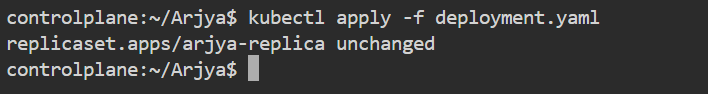 controlplane:~/Arjya$ kubectl apply -f deployment.yaml
replicaset.apps/arjya-replica unchanged
controlplane:~/Arjya$